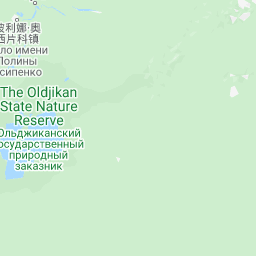 波利娜·奥
西片科镇
ло имени
Полины
сипенко
The Oldjikan
State Nature
Reserve
Ольджиканский
государственный
природный
заказник